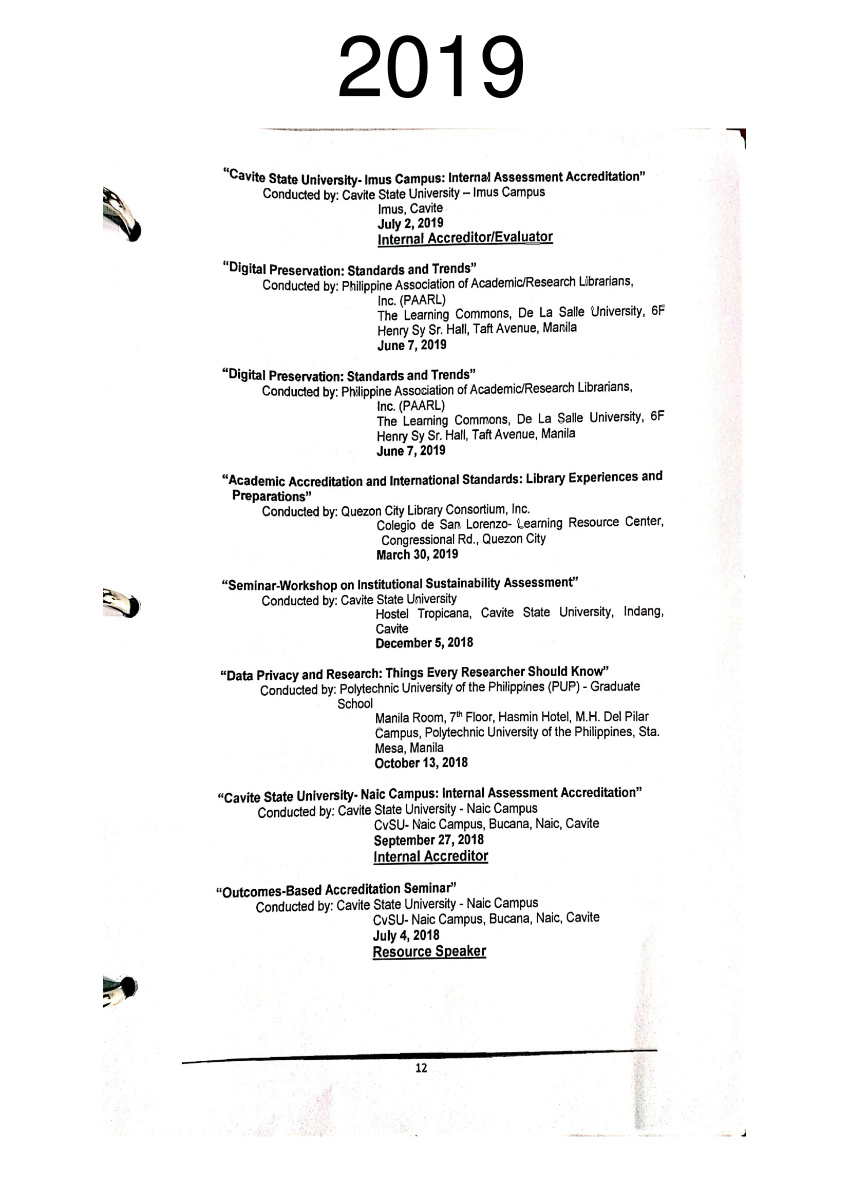 2019
“Cavite State University- Imus Campus: Internal Assessment Accreditation”
Conducted by: Cavite State University – Imus Campus
Imus, Cavite
July 2, 2019
Internal Accreditor/Evaluator
“Digital Preservation: Standards and Trends”
Conducted by: Philippine Association of Academic/Research Librarians,
Inc. (PAARL)
The Learning Commons, De La Salle University, 6F
Henry Sy Sr. Hall, Taft Avenue, Manila
June 7, 2019
“Digital Preservation: Standards and Trends”
Conducted by: Philippine Association of Academic/Research Librarians,
Inc. (PAARL)
The Learning Commons, De La Salle University, 6F
Henry Sy Sr. Hall, Taft Avenue, Manila
June 7, 2019
“Academic Accreditation and International Standards: Library Experiences and
Preparations”
Conducted by: Quezon City Library Consortium, Inc.
Colegio de San Lorenzo- Learning Resource Center,
Congressional Rd., Quezon City
March 30, 2019
“Seminar-Workshop on Institutional Sustainability Assessment”
Conducted by: Cavite State University
Hostel Tropicana, Cavite State University, Indang,
Cavite
December 5, 2018
“Data Privacy and Research: Things Every Researcher Should Know”
Conducted by: Polytechnic University of the Philippines (PUP) - Graduate
School
Manila Room, 7th Floor, Hasmin Hotel, M.H. Del Pilar
Campus, Polytechnic University of the Philippines, Sta.
Mesa, Manila
October 13, 2018
“Cavite State University- Naic Campus: Internal Assessment Accreditation”
Conducted by: Cavite State University - Naic Campus
CvSU- Naic Campus, Bucana, Naic, Cavite
September 27, 2018
Internal Accreditor
“Outcomes-Based Accreditation Seminar”
Conducted by: Cavite State University - Naic Campus
CvSU- Naic Campus, Bucana, Naic, Cavite
July 4, 2018
Resource Speaker
12